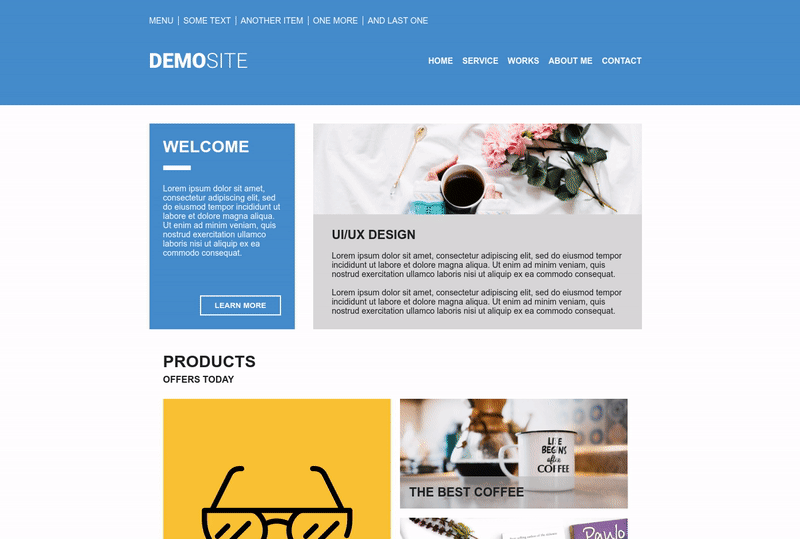 MENU | SOME TEXT | ANOTHER ITEM | ONE MORE | AND LAST ONE
DEMOSITE
HOME SERVICE WORKS ABOUT ME CONTACT
WELCOME
Lorem ipsum dolor sit amet,
consectetur adipiscing elit, sed
do eiusmod tempor incididunt ut
labore et dolore magna aliqua.
Ut enim ad minim veniam, quis
nostrud exercitation ullamco
laboris nisi ut aliquip ex ea
commodo consequat.
LEARN MORE
UI/UX DESIGN
Lorem ipsum dolor sit amet, consectetur adipiscing elit, sed do eiusmod tempor
incididunt ut labore et dolore magna aliqua. Ut enim ad minim veniam, quis
nostrud exercitation ullamco laboris nisi ut aliquip ex ea commodo consequat.
Lorem ipsum dolor sit amet, consectetur adipiscing elit, sed do eiusmod tempor
incididunt ut labore et dolore magna aliqua. Ut enim ad minim veniam, quis
nostrud exercitation ullamco laboris nisi ut aliquip ex ea commodo consequat.
PRODUCTS
OFFERS TODAY
LIFE
BEGINS
after
COFFEE
THE BEST COFFEE